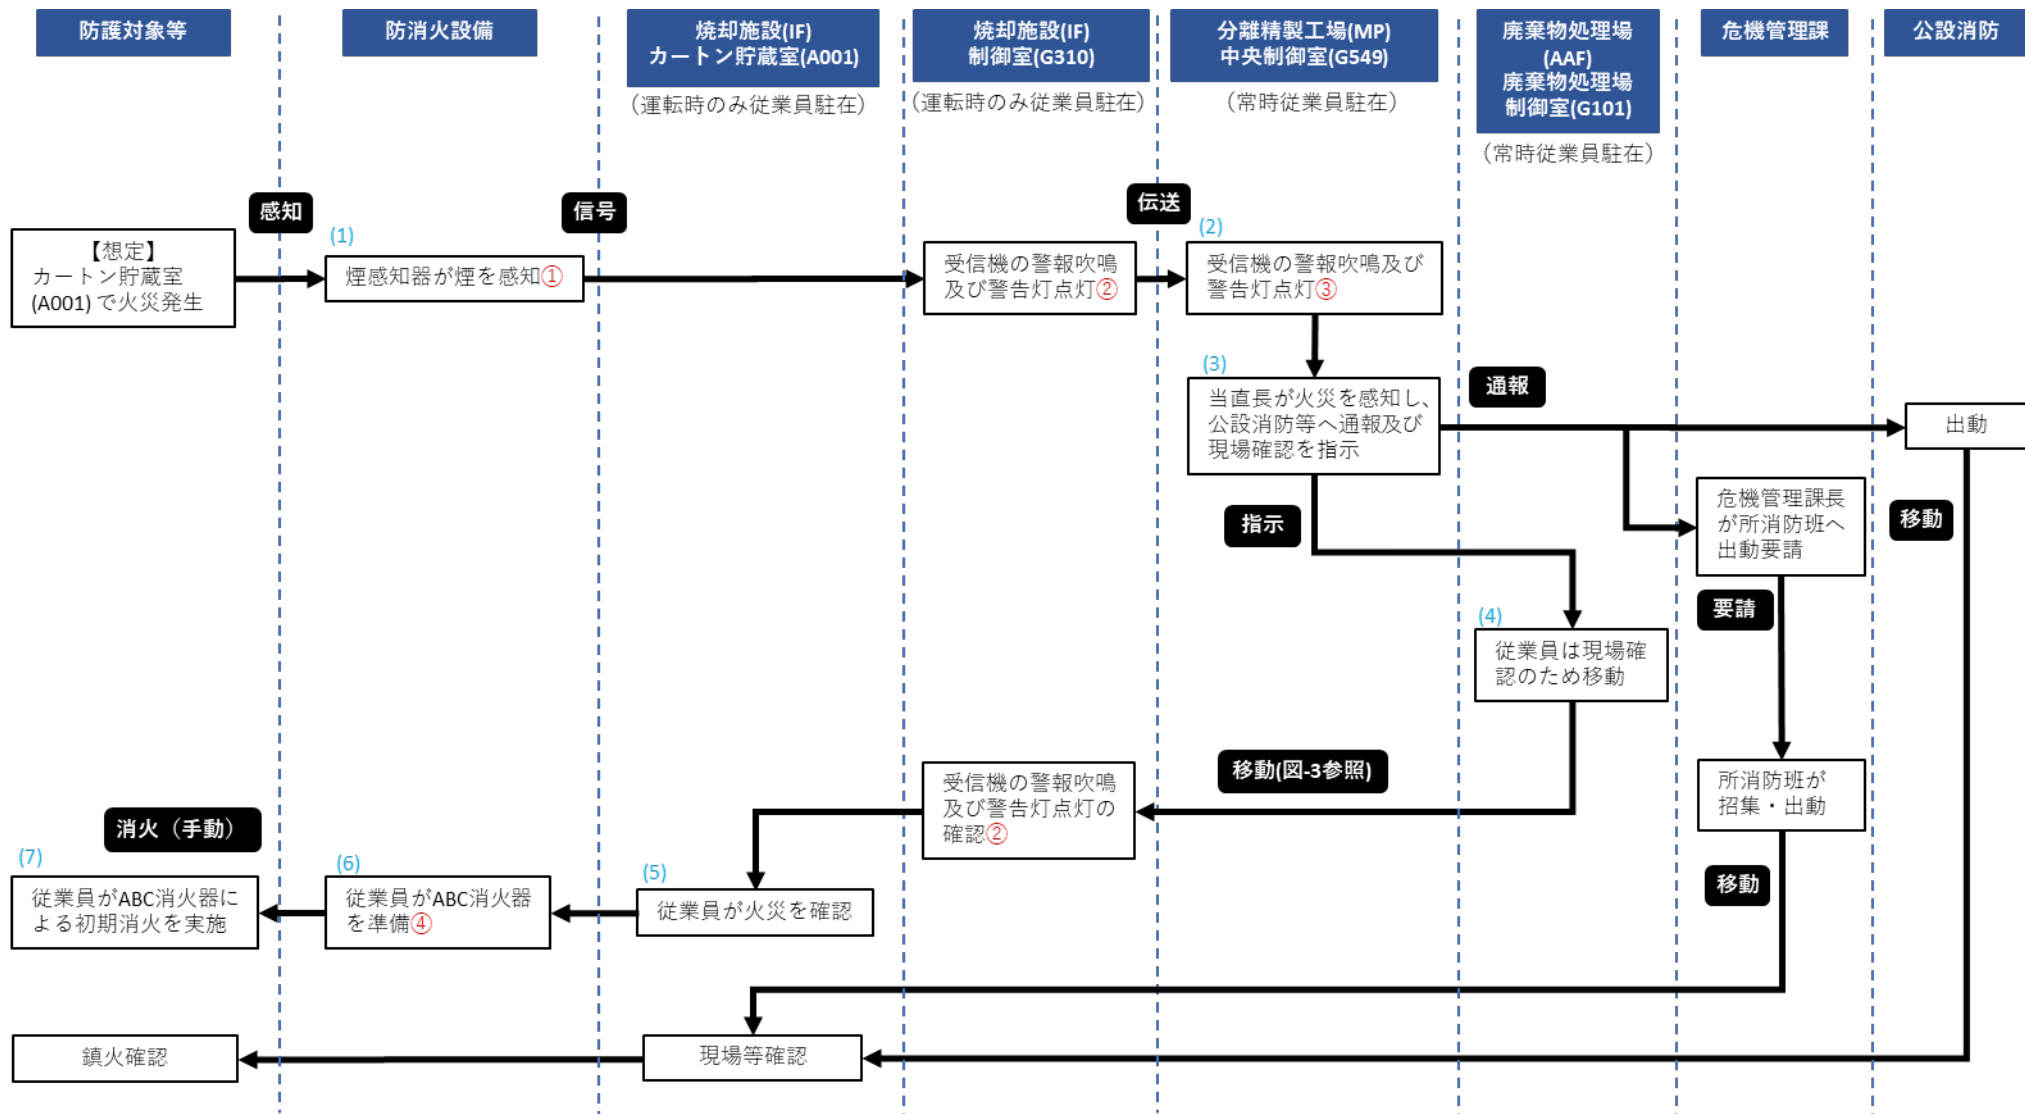 防護対象等
防消火設備
焼却施設(IF)
カートン貯蔵室(A001)
(運転時のみ従業員駐在)
焼却施設(IF)
制御室(G310)
(運転時のみ従業員駐在)
分離精製工場(MP)
中央制御室(G549)
(常時従業員駐在)
廃棄物処理場
(AAF)
廃棄物処理場
制御室(G101)
(常時従業員駐在)
危機管理課
公設消防
感知
信号
伝送
【想定】
カートン貯蔵室
(A001)で火災発生
(1)
煙感知器が煙を感知①
受信機の警報吹鳴
及び警告灯点灯②
(2)
受信機の警報吹鳴及び
警告灯点灯③
(3)
当直長が火災を感知し、
公設消防等へ通報及び
現場確認を指示
通報
出動
指示
危機管理課長
が所消防班へ
出動要請
移動
要請
(4)
従業員は現場確
認のため移動
移動(図-3参照)
受信機の警報吹鳴
及び警告灯点灯の
確認②
所消防班が
招集・出動
移動
消火（手動）
(7)
従業員がABC消火器に
よる初期消火を実施
(6)
従業員がABC消火器
を準備④
(5)
従業員が火災を確認
鎮火確認
現場等確認